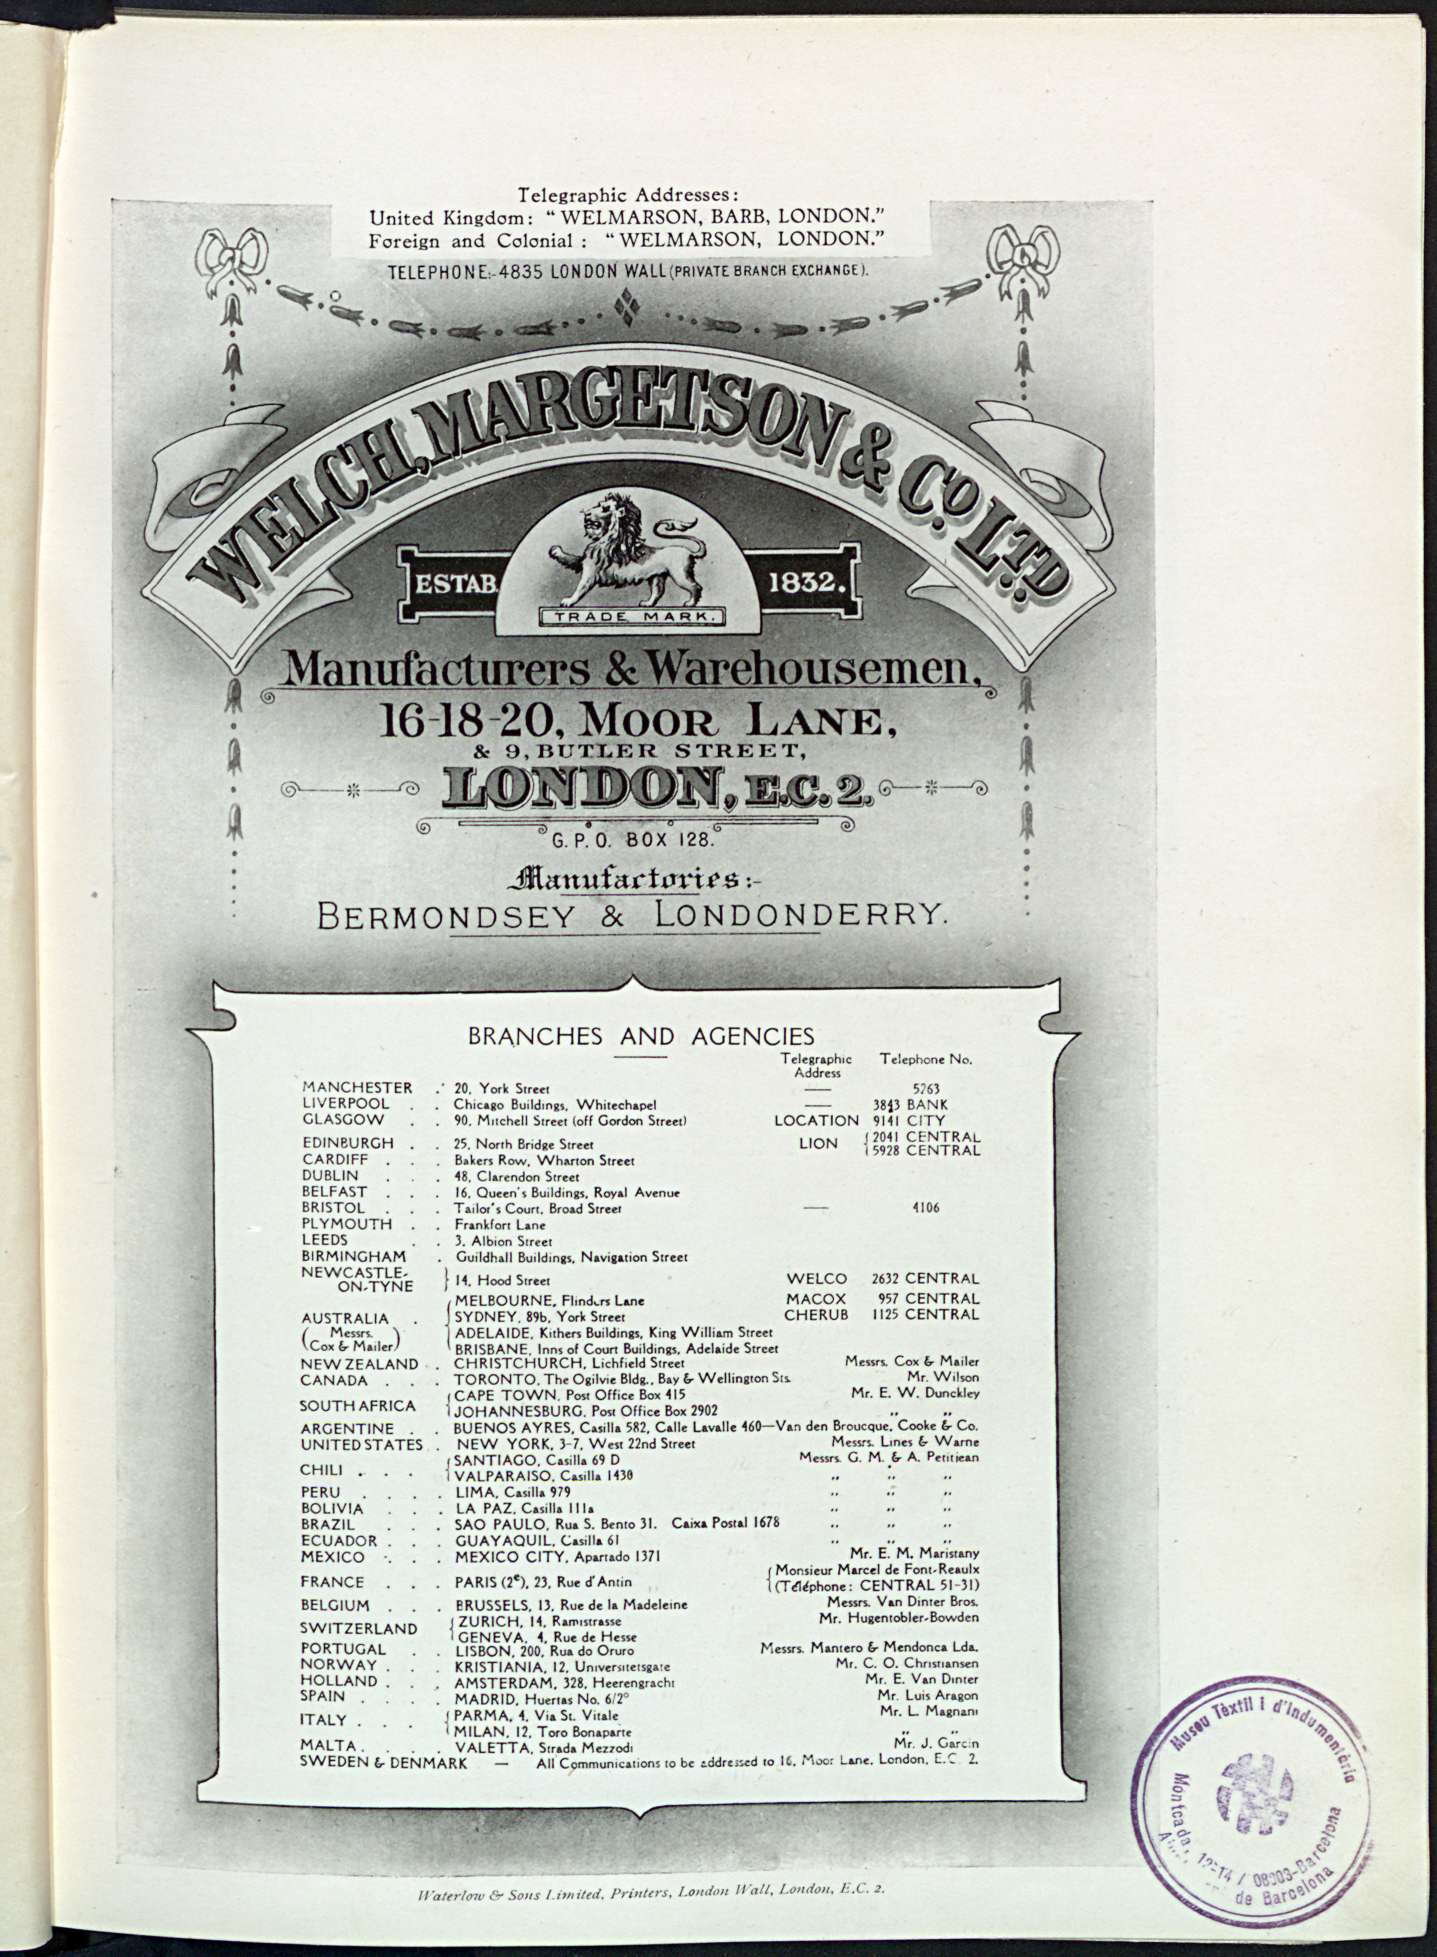 Telegraphic Addresses:
United Kingdom: “WELMARSON, BARB, LONDON.”
Foreign and Colonial : “WELMARSON, LONDON.”
TELEPHONE:-4835 LONDON WALL (PRIVATE BRANCH EXCHANGE).
WELCH, MARGETSON & Co. LTD.
ESTAB. 1832.
TRADE MARK.
Manufacturers & Warehousemen,
16-18-20, MOOR LANE,
& 9, BUTLER STREET,
LONDON, E.C. 2.
G. P. O. BOX 128.
Manufactories:-
BERMONDSEY & LONDONDERRY.
BRANCHES AND AGENCIES
Telegraphic Address Telephone No.
MANCHESTER . 20, York Street — 5263
LIVERPOOL . . Chicago Buildings, Whitechapel — 3843 BANK
GLASGOW . . 90, Mitchell Street (off Gordon Street) LOCATION 9141 CITY
EDINBURGH . . 25, North Bridge Street LION { 2041 CENTRAL
{ 5928 CENTRAL
CARDIFF . . . Bakers Row, Wharton Street
DUBLIN . . . 48, Clarendon Street
BELFAST . . . 16, Queen's Buildings, Royal Avenue
BRISTOL . . . Tailor's Court, Broad Street — 4106
PLYMOUTH . . Frankfort Lane
LEEDS . . 3, Albion Street
BIRMINGHAM . Guildhall Buildings, Navigation Street
NEWCASTLE-
ON-TYNE } 14, Hood Street WELCO 2632 CENTRAL
MELBOURNE, Flinders Lane MACOX 957 CENTRAL
AUSTRALIA . SYDNEY, 89b, York Street CHERUB 1125 CENTRAL
(Messrs. ADELAIDE, Kithers Buildings, King William Street
Cox & Mailer) BRISBANE, Inns of Court Buildings, Adelaide Street
NEW ZEALAND . . CHRISTCHURCH, Lichfield Street Messrs. Cox & Mailer
CANADA . . . TORONTO, The Ogilvie Bldg., Bay & Wellington Sts. Mr. Wilson
SOUTH AFRICA { CAPE TOWN, Post Office Box 415 Mr. E. W. Dunckley
{ JOHANNESBURG, Post Office Box 2902 „ „
ARGENTINE . . BUENOS AYRES, Casilla 582, Calle Lavalle 460—Van den Broucque, Cooke & Co.
UNITED STATES . . NEW YORK, 3-7, West 22nd Street Messrs. Lines & Warne
CHILI . . . { SANTIAGO, Casilla 69 D Messrs. G. M. & A. Petitjean
{ VALPARAISO, Casilla 1430 „ „ „
PERU . . . . LIMA, Casilla 979 „ „ „
BOLIVIA . . . LA PAZ, Casilla 111a „ „ „
BRAZIL . . . SAO PAULO, Rua S. Bento 31. Caixa Postal 1678 „ „ „
ECUADOR . . . GUAYAQUIL, Casilla 61 „ „ „
MEXICO . . . MEXICO CITY, Apartado 1371 Mr. E. M. Maristany
FRANCE . . . PARIS (2e), 23, Rue d'Antin { Monsieur Marcel de Font-Reaulx
{ (Téléphone: CENTRAL 51-31)
BELGIUM . . . BRUSSELS, 13, Rue de la Madeleine Messrs. Van Dinter Bros.
SWITZERLAND { ZURICH, 14, Ramistrasse Mr. Hugentobler-Bowden
{ GENEVA, 4, Rue de Hesse
PORTUGAL . . LISBON, 200, Rua do Oruro Messrs. Mantero & Mendonca Lda.
NORWAY . . . KRISTIANIA, 12, Universitetsgate Mr. C. O. Christiansen
HOLLAND . . . AMSTERDAM, 328, Heerengracht Mr. E. Van Dinter
SPAIN . . . . MADRID, Huertas No. 6/2° Mr. Luis Aragon
ITALY . . . { PARMA, 4, Via St. Vitale Mr. L. Magnani
{ MILAN, 12, Toro Bonaparte „ „
MALTA . . . . VALETTA, Strada Mezzodi Mr. J. Garcin
SWEDEN & DENMARK — All Communications to be addressed to 16, Moor Lane, London, E.C. 2.
Waterlow & Sons Limited, Printers, London Wall, London, E.C. 2.
Museu Tèxtil i d'Indumentària
Montcada, 12-14 / 08003-Barcelona
de Barcelona